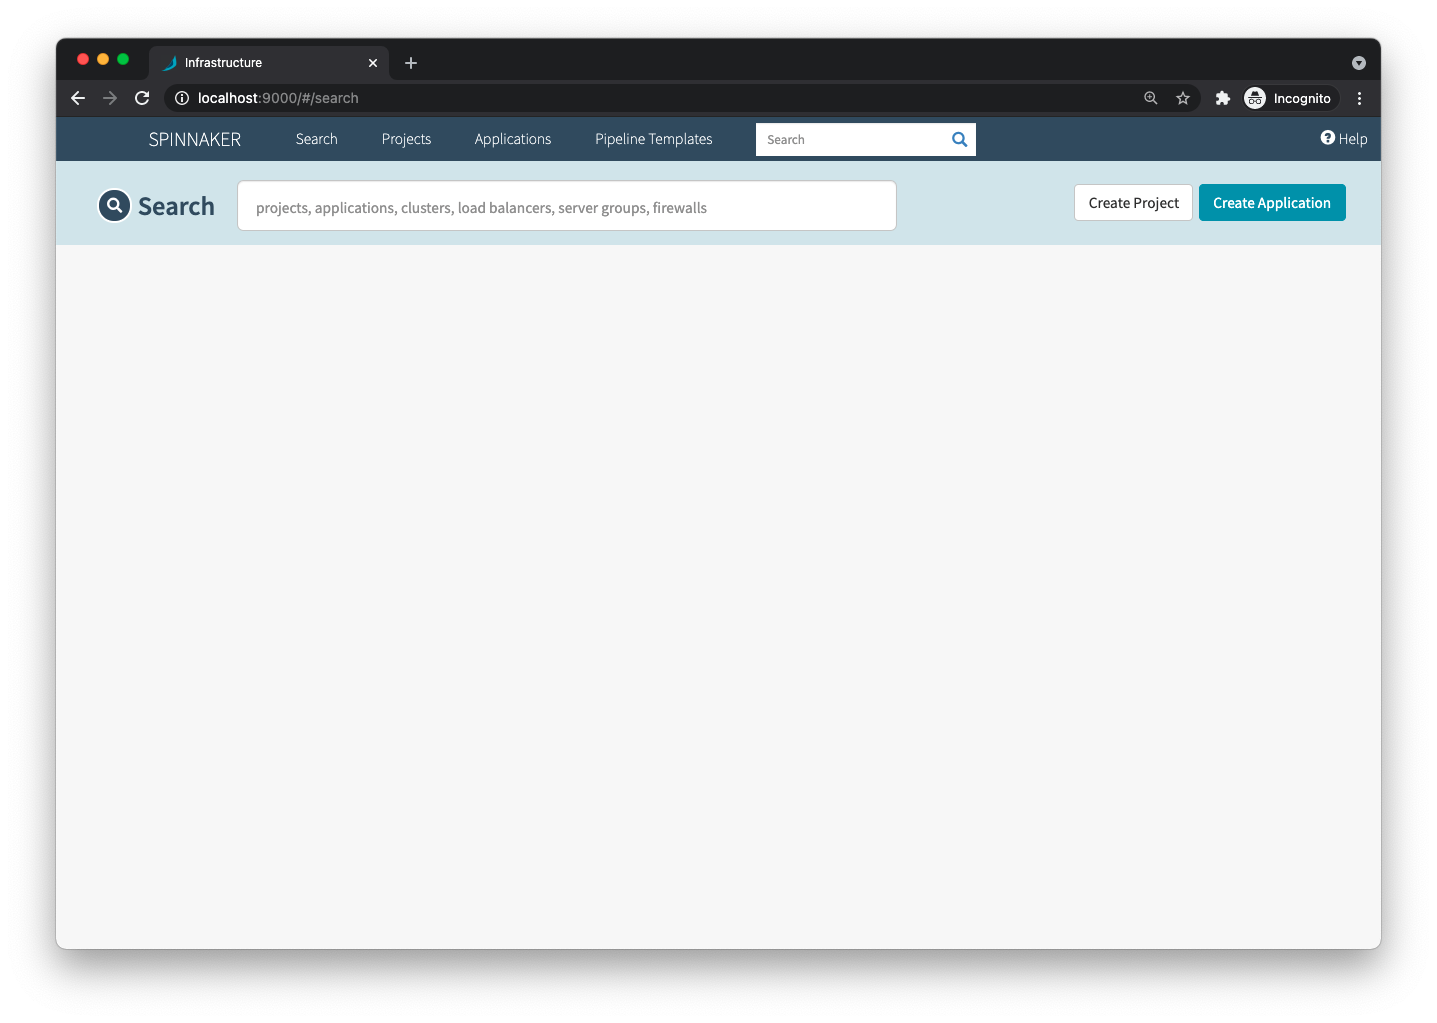 Infrastructure
localhost:9000/#/search
Incognito
SPINNAKER
Search
Projects
Applications
Pipeline Templates
Search
Help
Search
projects, applications, clusters, load balancers, server groups, firewalls
Create Project
Create Application